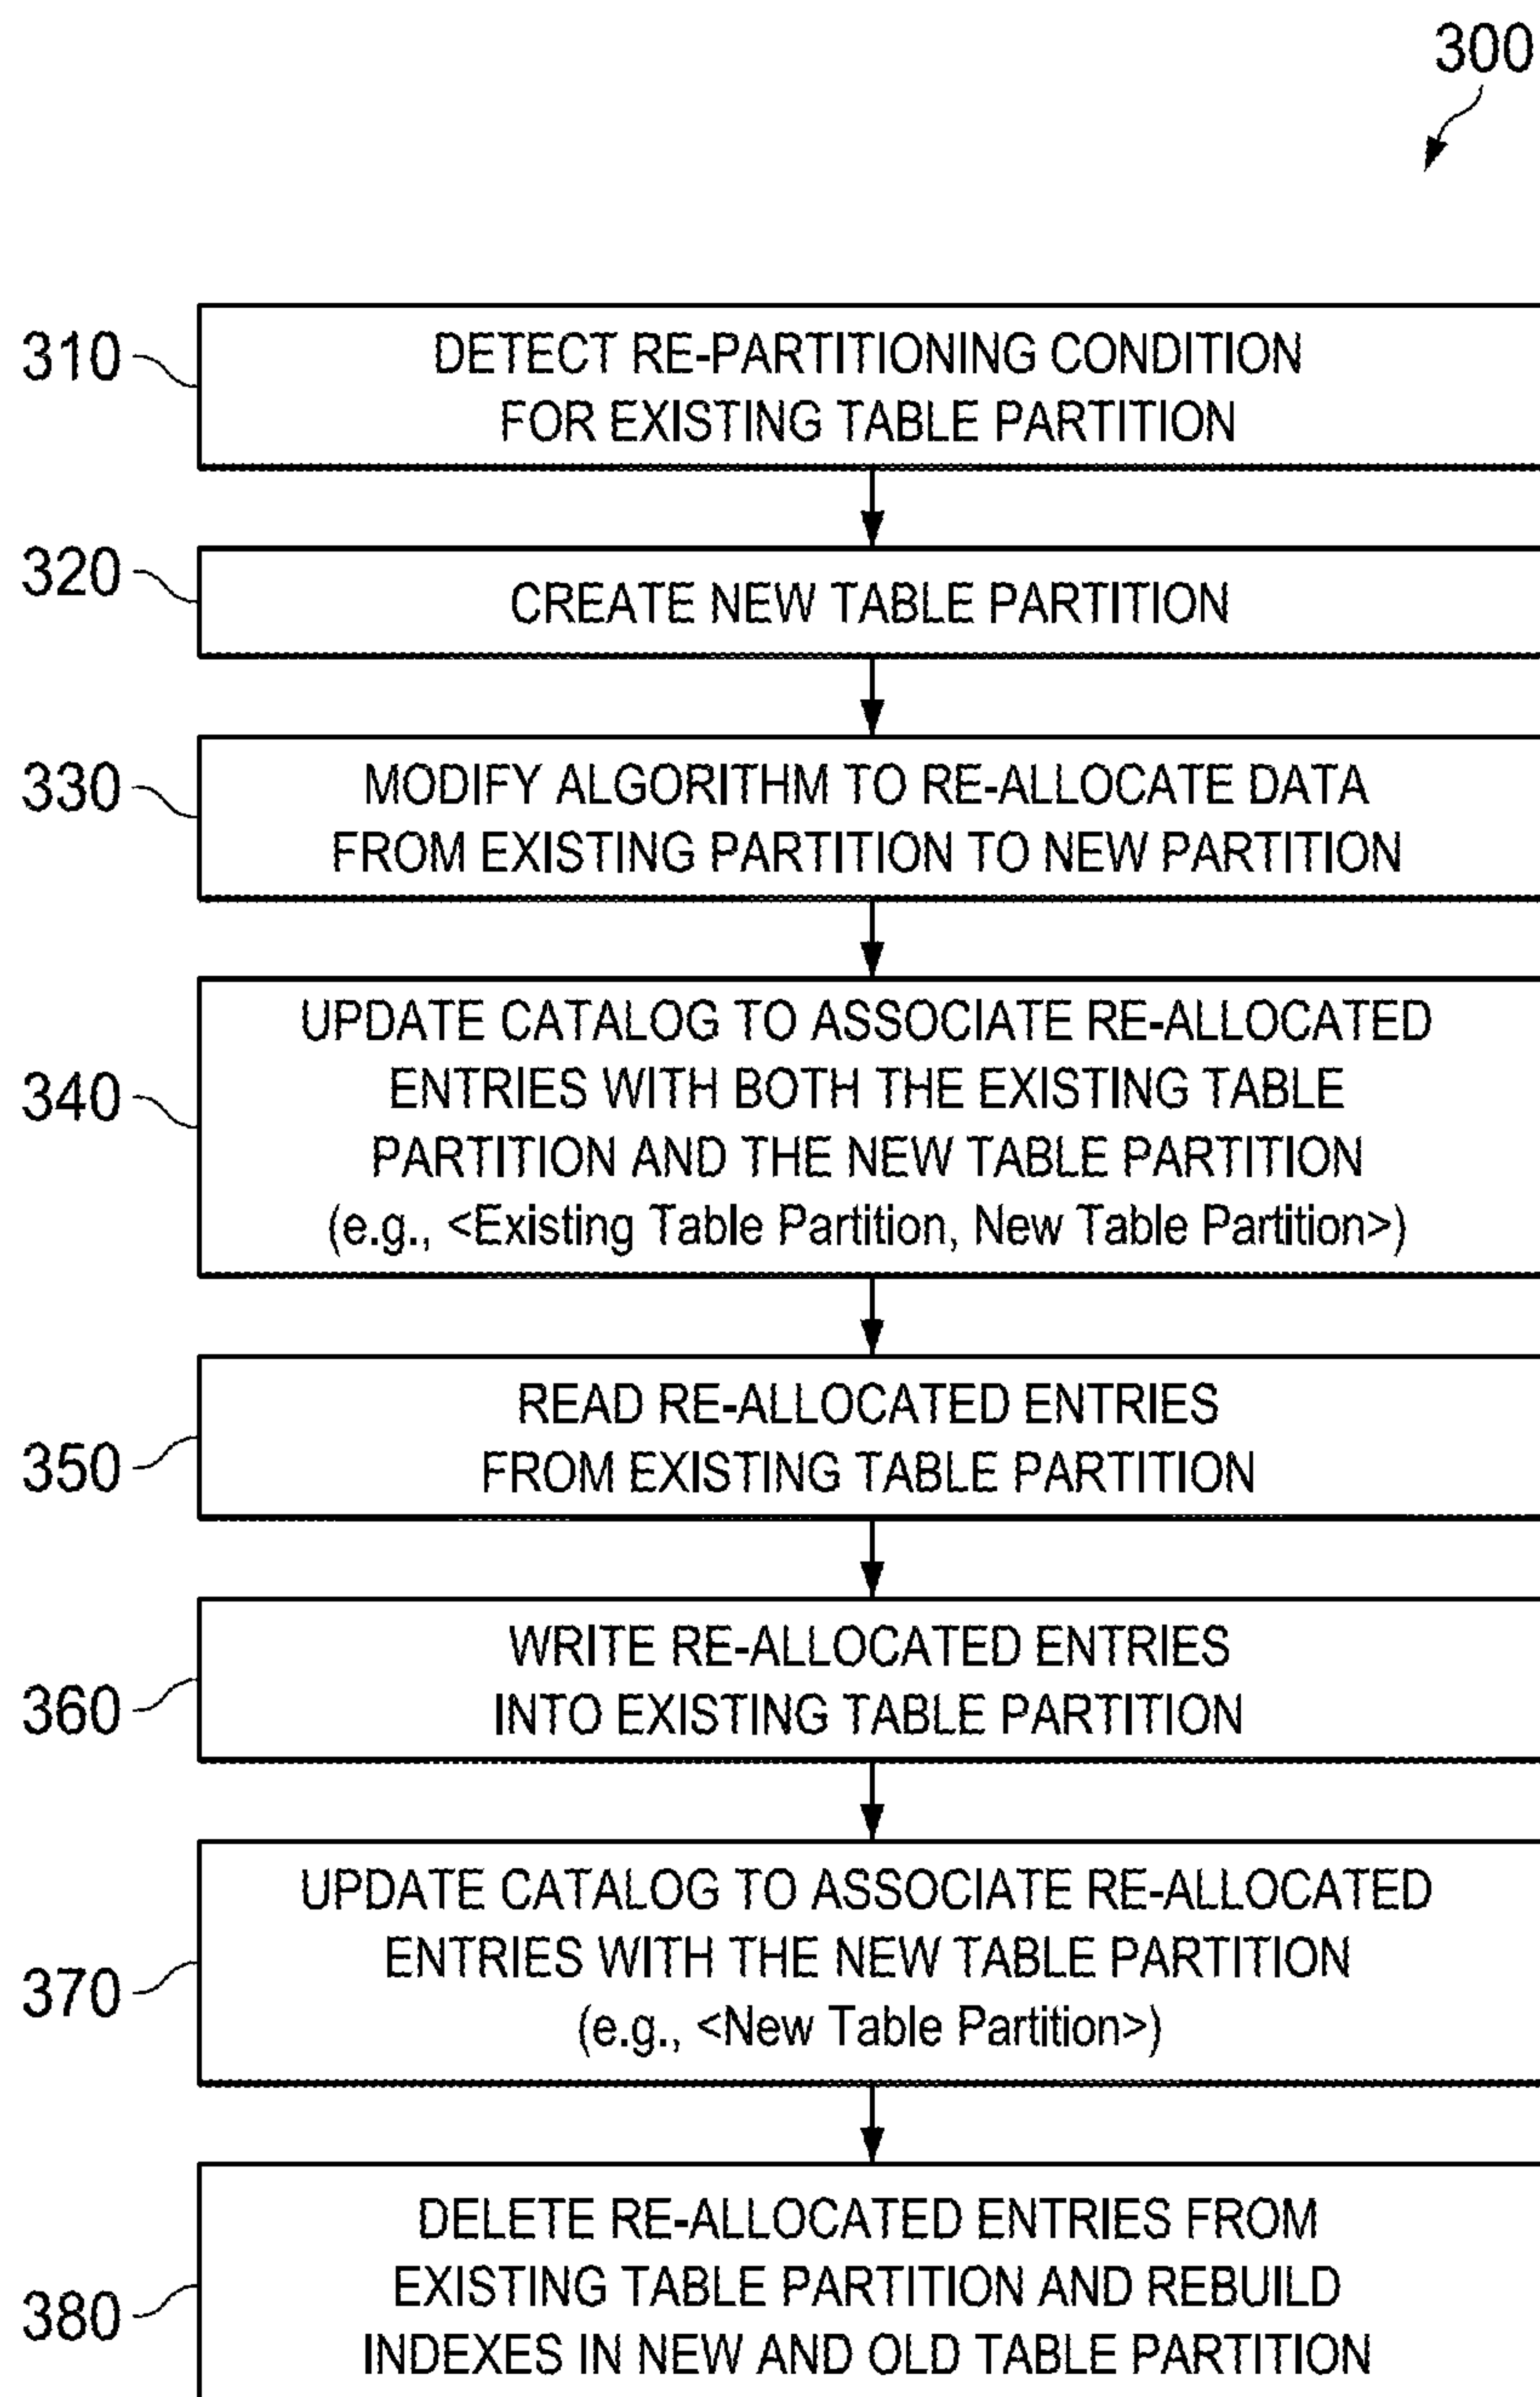 300
310
DETECT RE-PARTITIONING CONDITION
FOR EXISTING TABLE PARTITION
320
CREATE NEW TABLE PARTITION
330
MODIFY ALGORITHM TO RE-ALLOCATE DATA
FROM EXISTING PARTITION TO NEW PARTITION
340
UPDATE CATALOG TO ASSOCIATE RE-ALLOCATED
ENTRIES WITH BOTH THE EXISTING TABLE
PARTITION AND THE NEW TABLE PARTITION
(e.g., <Existing Table Partition, New Table Partition>)
350
READ RE-ALLOCATED ENTRIES
FROM EXISTING TABLE PARTITION
360
WRITE RE-ALLOCATED ENTRIES
INTO EXISTING TABLE PARTITION
370
UPDATE CATALOG TO ASSOCIATE RE-ALLOCATED
ENTRIES WITH THE NEW TABLE PARTITION
(e.g., <New Table Partition>)
380
DELETE RE-ALLOCATED ENTRIES FROM
EXISTING TABLE PARTITION AND REBUILD
INDEXES IN NEW AND OLD TABLE PARTITION